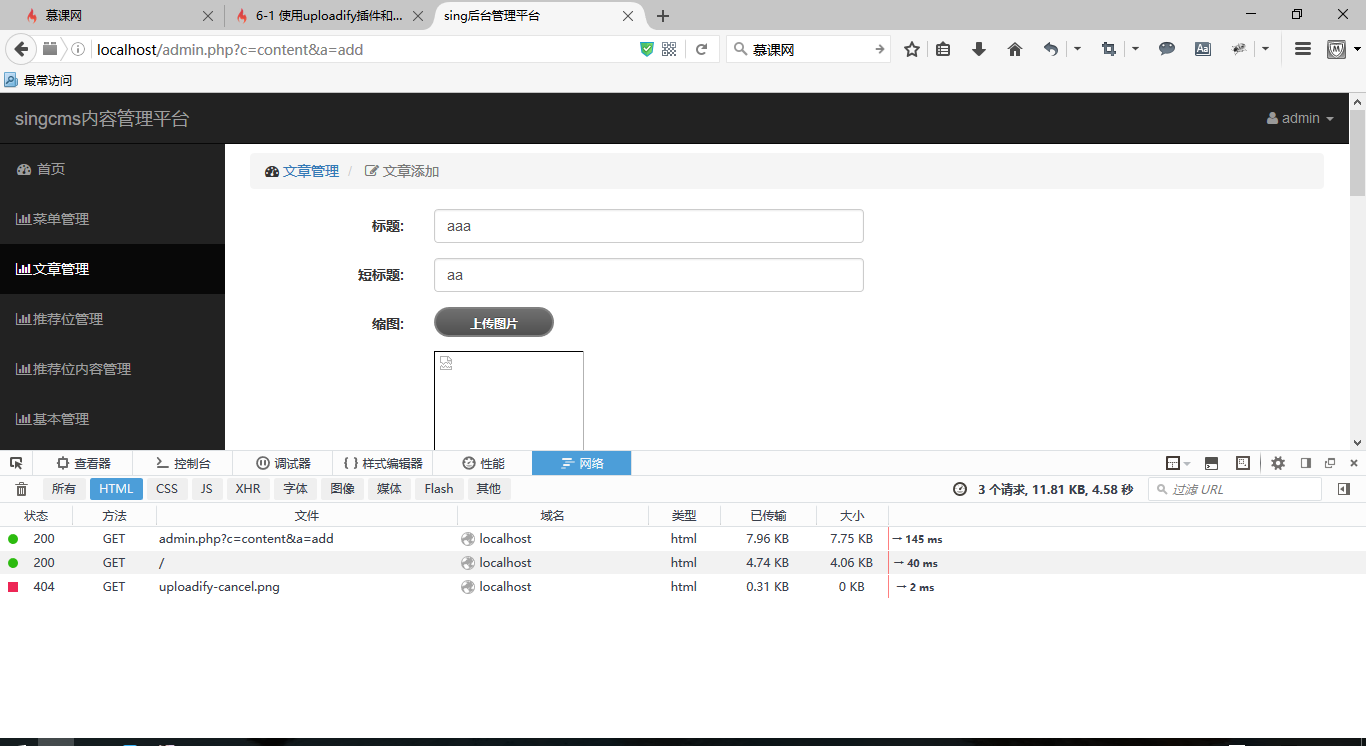 慕课网
6-1 使用uploadify插件和...
sing后台管理平台
localhost/admin.php?c=content&a=add
慕课网
最常访问
singcms内容管理平台
admin
首页
菜单管理
文章管理
推荐位管理
推荐位内容管理
基本管理
文章管理 / 文章添加
标题: aaa
短标题: aa
缩图: 上传图片
查看器 控制台 调试器 { } 样式编辑器 性能 网络
所有 HTML CSS JS XHR 字体 图像 媒体 Flash 其他
3 个请求, 11.81 KB, 4.58 秒
过滤 URL
状态 方法 文件 域名 类型 已传输 大小
200 GET admin.php?c=content&a=add localhost html 7.96 KB 7.75 KB → 145 ms
200 GET / localhost html 4.74 KB 4.06 KB → 40 ms
404 GET uploadify-cancel.png localhost html 0.31 KB 0 KB → 2 ms